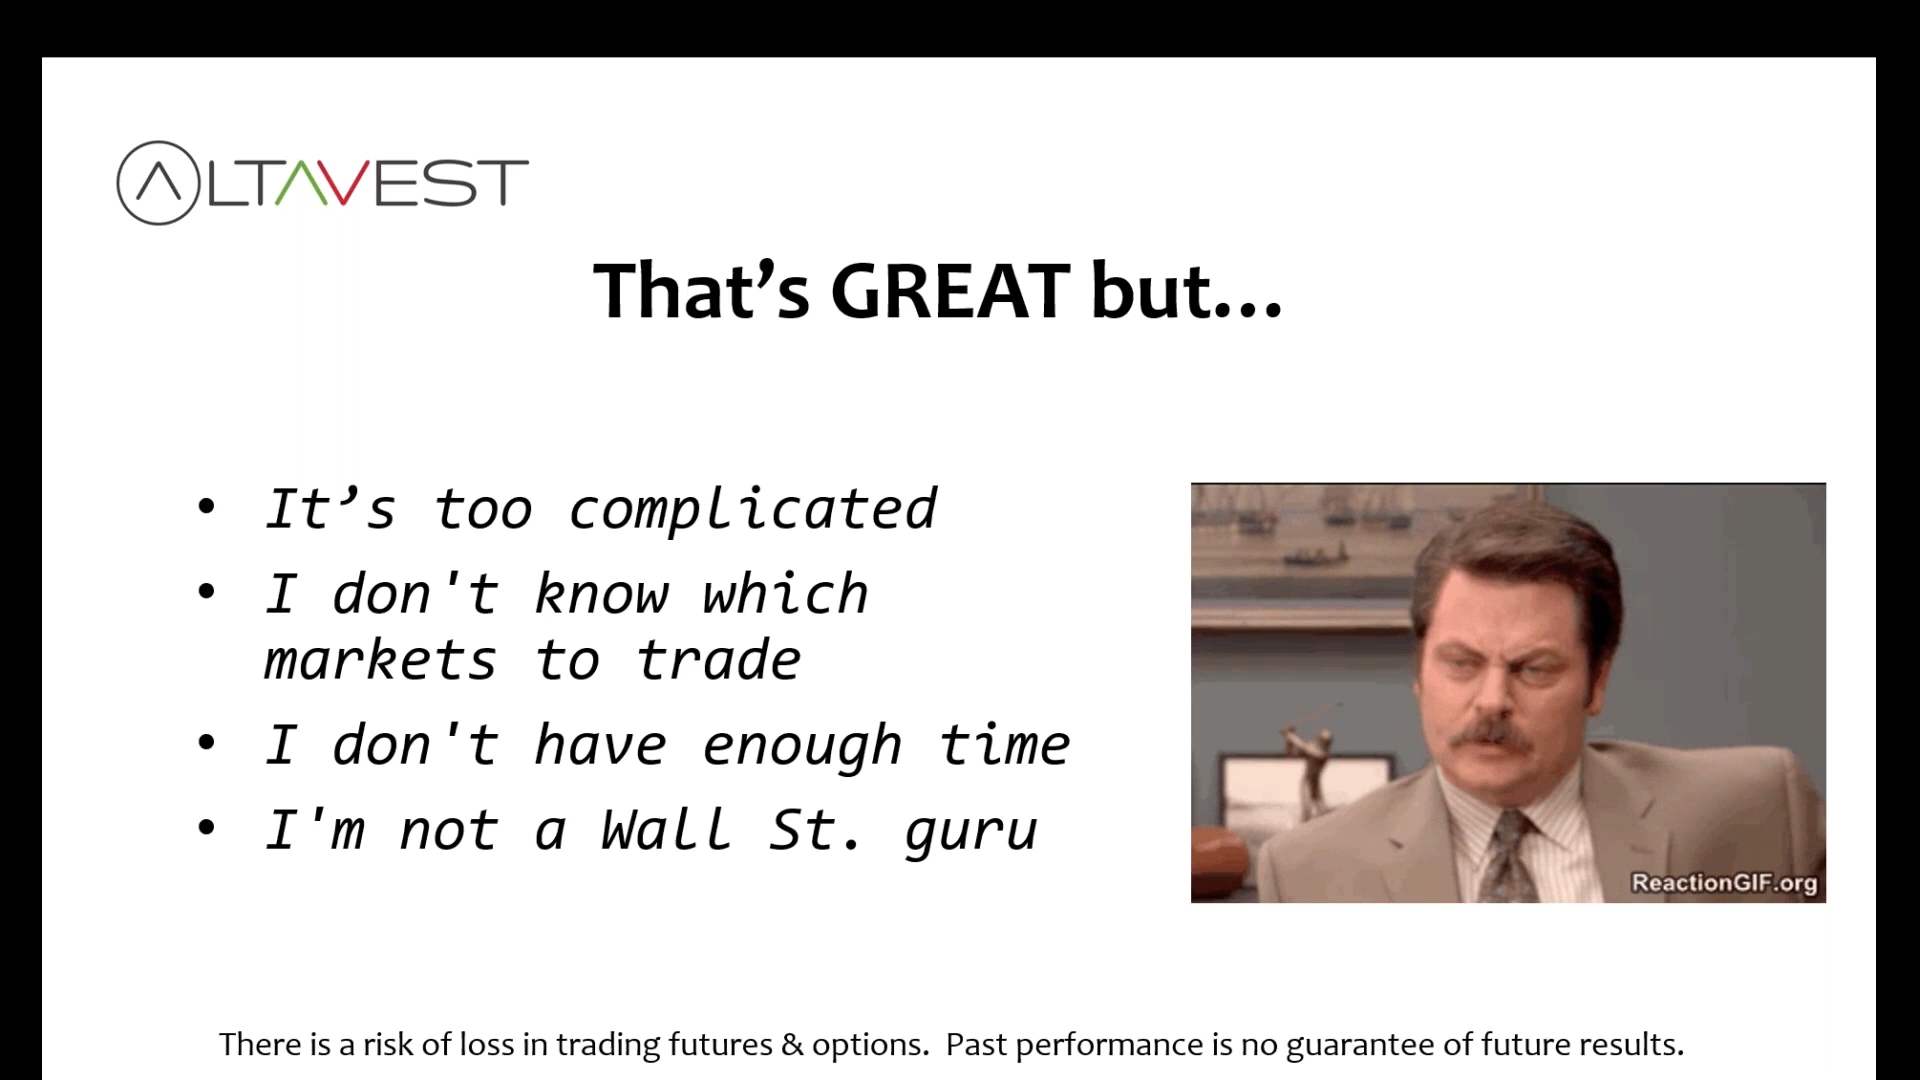 ALTAVEST
That’s GREAT but...
• It’s too complicated
• I don't know which
markets to trade
• I don't have enough time
• I'm not a Wall St. guru
ReactionGIF.org
There is a risk of loss in trading futures & options.  Past performance is no guarantee of future results.